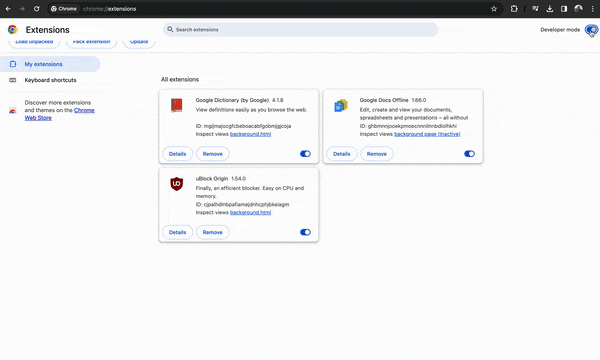 Chrome chrome://extensions
Extensions
Search extensions
Developer mode
Load unpacked Pack extension Update
My extensions
Keyboard shortcuts
Discover more extensions
and themes on the Chrome
Web Store
All extensions
Google Dictionary (by Google) 4.1.8
View definitions easily as you browse the web.
Inspect views background.html
Details Remove
Google Docs Offline 1.66.0
Edit, create and view your documents,
spreadsheets and presentations – all without
ID: ghbmnnjooekpmoecnnnilnnbdlolhkhi
Inspect views background page (Inactive)
Details Remove
uBlock Origin 1.54.0
Finally, an efficient blocker. Easy on CPU and
memory.
ID: cjpalhdlnbpafiamejdnhcphjbkeiagm
Inspect views background.html
Details Remove